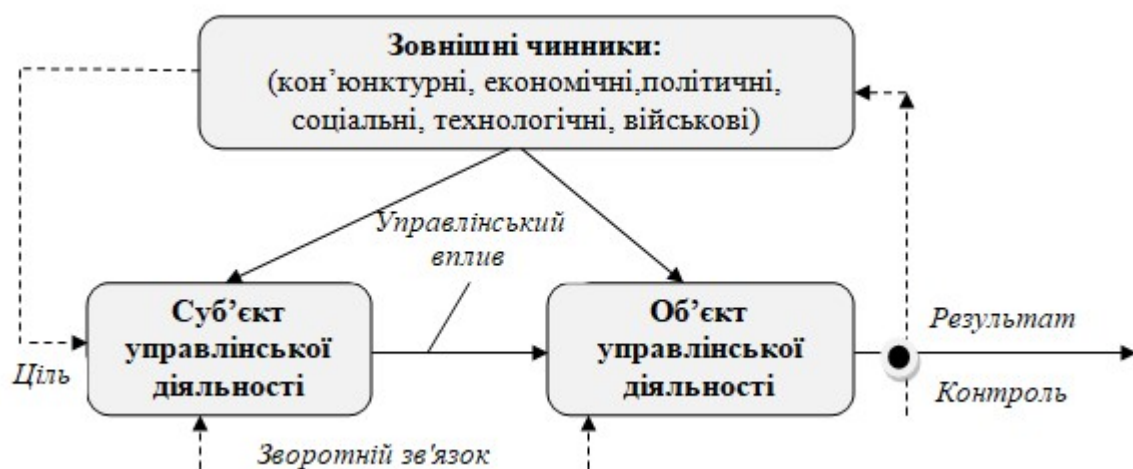 Зовнішні чинники:
(кон’юнктурні, економічні,політичні,
соціальні, технологічні, військові)
Управлінський
вплив
Суб’єкт
управлінської
діяльності
Об’єкт
управлінської
діяльності
Результат
Ціль
Контроль
Зворотній зв'язок